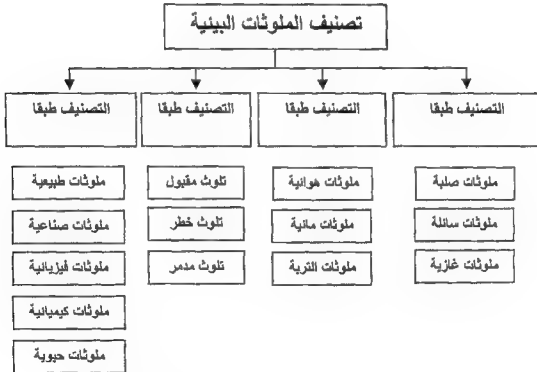 تصنيف الملوثات البيئية
التصنيف طبقا
التصنيف طبقا
التصنيف طبقا
التصنيف طبقا
ملوثات صلبة
ملوثات سائلة
ملوثات غازية
ملوثات هوائية
ملوثات مائية
ملوثات التربة
تلوث مقبول
تلوث خطر
تلوث مدمر
ملوثات طبيعية
ملوثات صناعية
ملوثات فيزيائية
ملوثات كيميائية
ملوثات حيوية